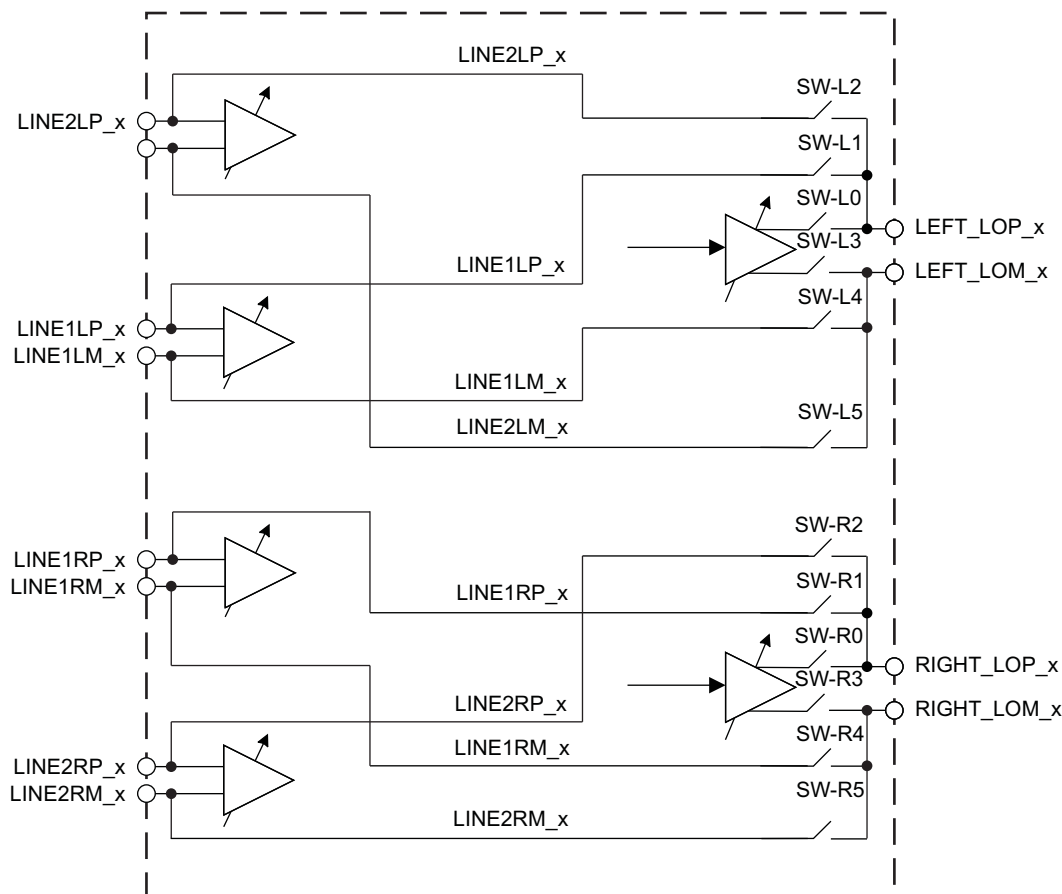 LINE2LP_x
SW-L2
LINE2LP_x
SW-L1
SW-L0
LEFT_LOP_x
SW-L3
LINE1LP_x
LEFT_LOM_x
SW-L4
LINE1LP_x
LINE1LM_x
LINE1LM_x
SW-L5
LINE2LM_x
SW-R2
LINE1RP_x
LINE1RM_x
LINE1RP_x
SW-R1
SW-R0
RIGHT_LOP_x
SW-R3
LINE2RP_x
RIGHT_LOM_x
SW-R4
LINE1RM_x
LINE2RP_x
LINE2RM_x
SW-R5
LINE2RM_x